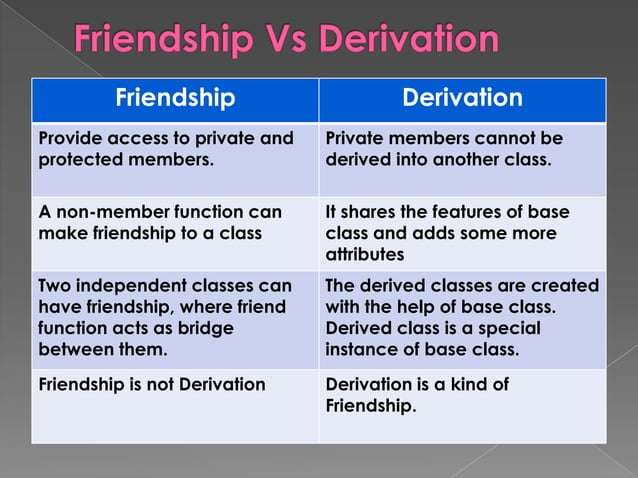 Friendship Vs Derivation
Friendship
Derivation
Provide access to private and
protected members.
Private members cannot be
derived into another class.
A non-member function can
make friendship to a class
It shares the features of base
class and adds some more
attributes
Two independent classes can
have friendship, where friend
function acts as bridge
between them.
The derived classes are created
with the help of base class.
Derived class is a special
instance of base class.
Friendship is not Derivation
Derivation is a kind of
Friendship.